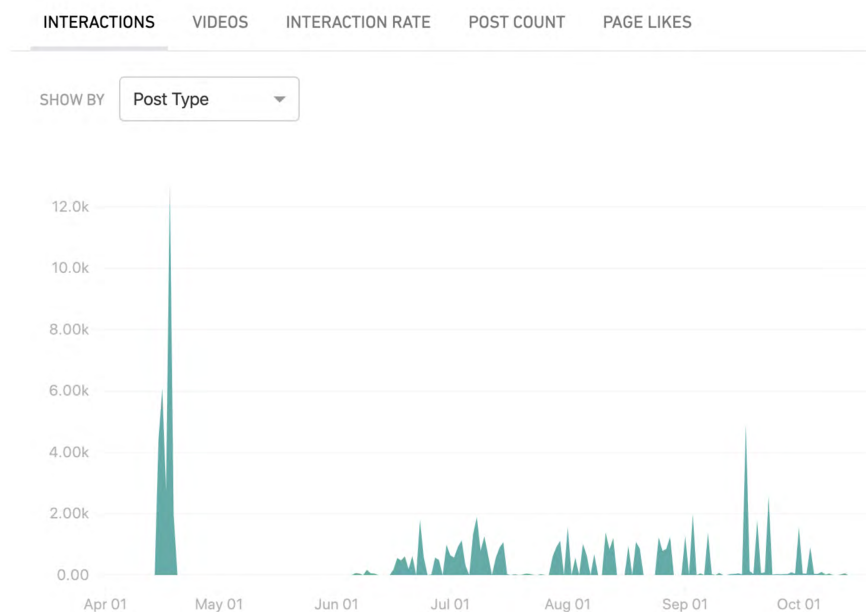 INTERACTIONS VIDEOS INTERACTION RATE POST COUNT PAGE LIKES
SHOW BY Post Type
12.0k
10.0k
8.00k
6.00k
4.00k
2.00k
0.00
Apr 01 May 01 Jun 01 Jul 01 Aug 01 Sep 01 Oct 01